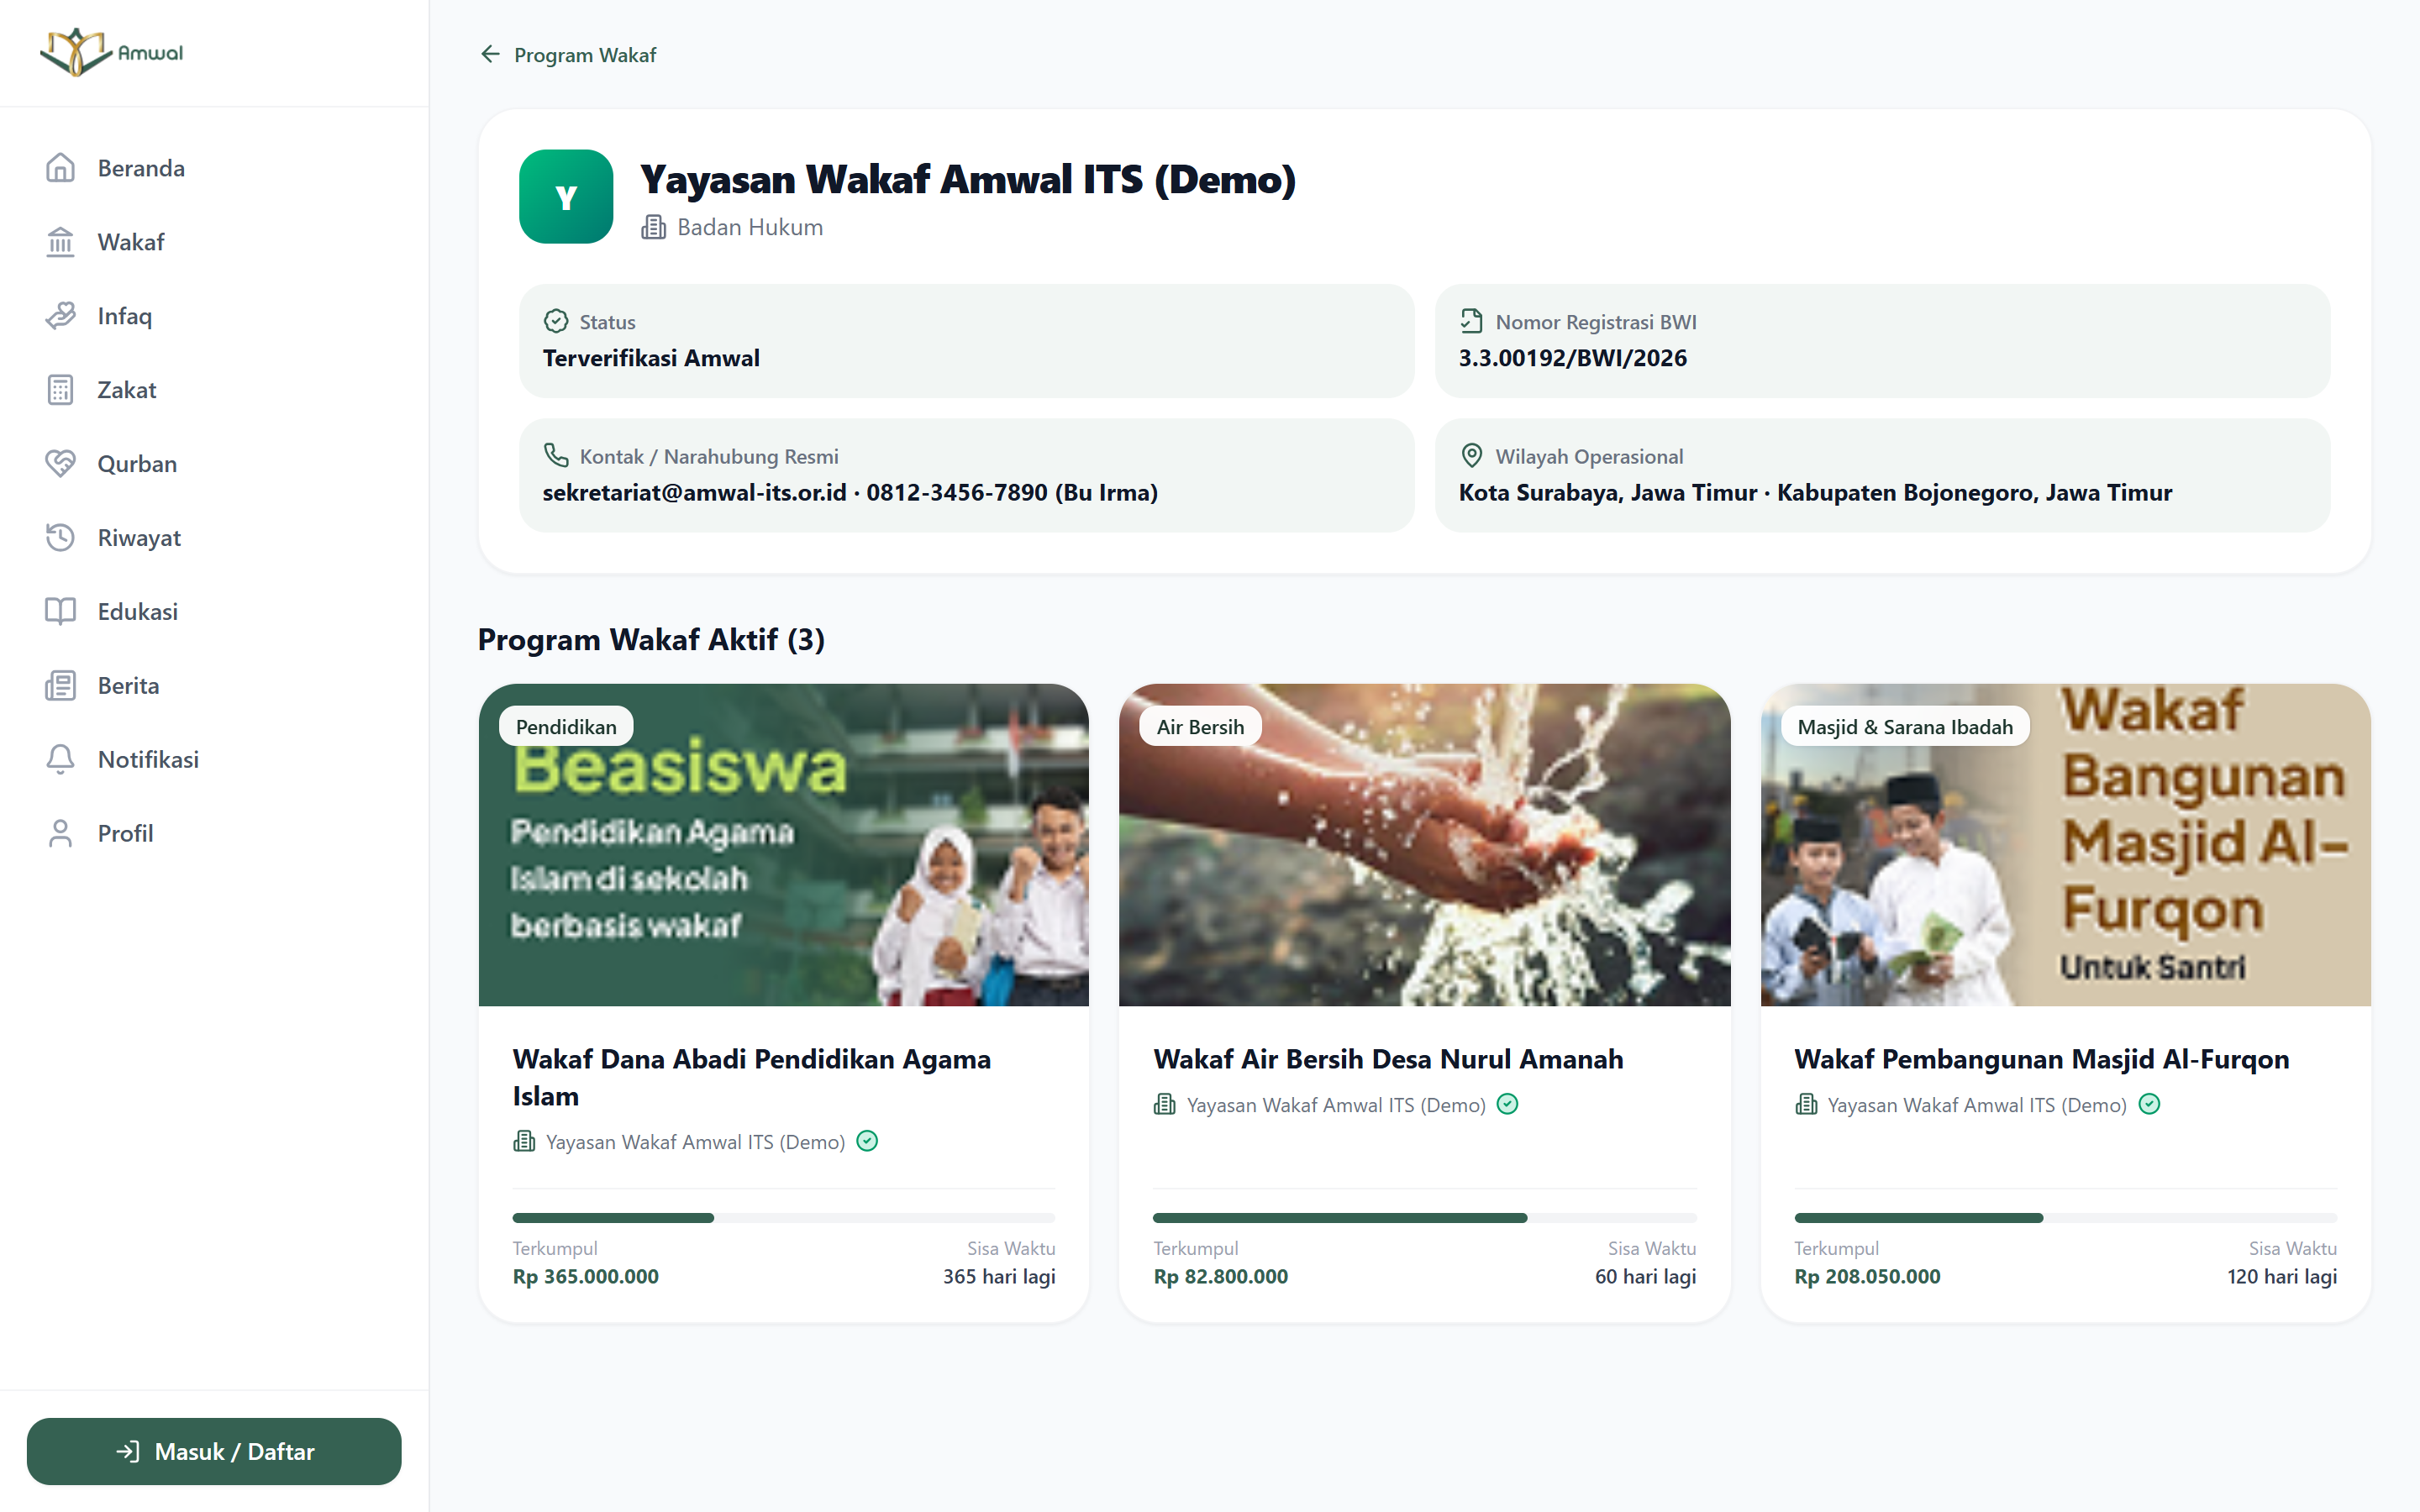 Amwal
Beranda
Wakaf
Infaq
Zakat
Qurban
Riwayat
Edukasi
Berita
Notifikasi
Profil
Masuk / Daftar
Program Wakaf
Y
Yayasan Wakaf Amwal ITS (Demo)
Badan Hukum
Status
Terverifikasi Amwal
Nomor Registrasi BWI
3.3.00192/BWI/2026
Kontak / Narahubung Resmi
sekretariat@amwal-its.or.id · 0812-3456-7890 (Bu Irma)
Wilayah Operasional
Kota Surabaya, Jawa Timur · Kabupaten Bojonegoro, Jawa Timur
Program Wakaf Aktif (3)
Pendidikan
Beasiswa
Pendidikan Agama
Islam di sekolah
berbasis wakaf
Wakaf Dana Abadi Pendidikan Agama
Islam
Yayasan Wakaf Amwal ITS (Demo)
Terkumpul
Sisa Waktu
Rp 365.000.000
365 hari lagi
Air Bersih
Wakaf Air Bersih Desa Nurul Amanah
Yayasan Wakaf Amwal ITS (Demo)
Terkumpul
Sisa Waktu
Rp 82.800.000
60 hari lagi
Masjid & Sarana Ibadah
Wakaf
Bangunan
Masjid Al-
Furqon
Untuk Santri
Wakaf Pembangunan Masjid Al-Furqon
Yayasan Wakaf Amwal ITS (Demo)
Terkumpul
Sisa Waktu
Rp 208.050.000
120 hari lagi